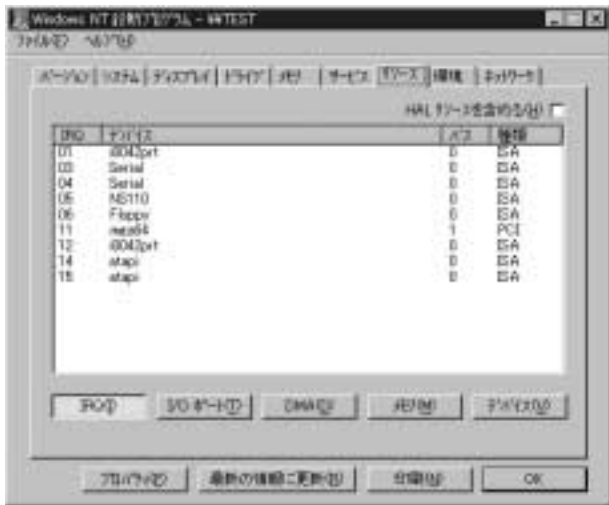 Windows NT 診断プログラム - ¥¥TEST
ファイル(F) ヘルプ(H)
バージョン システム ディスプレイ ドライブ メモリ サービス リソース 環境 ネットワーク
HAL リソースを含める(H)
IRQ デバイス バス 種類
01 i8042prt 0 ISA
03 Serial 0 ISA
04 Serial 0 ISA
05 NS110 0 ISA
06 Floppy 0 ISA
11 mga64 1 PCI
12 i8042prt 0 ISA
14 atapi 0 ISA
15 atapi 0 ISA
IRQ(I) I/O ポート(T) DMA(D) メモリ(M) デバイス(V)
プロパティ(P) 最新の情報に更新(R) 印刷(N) OK